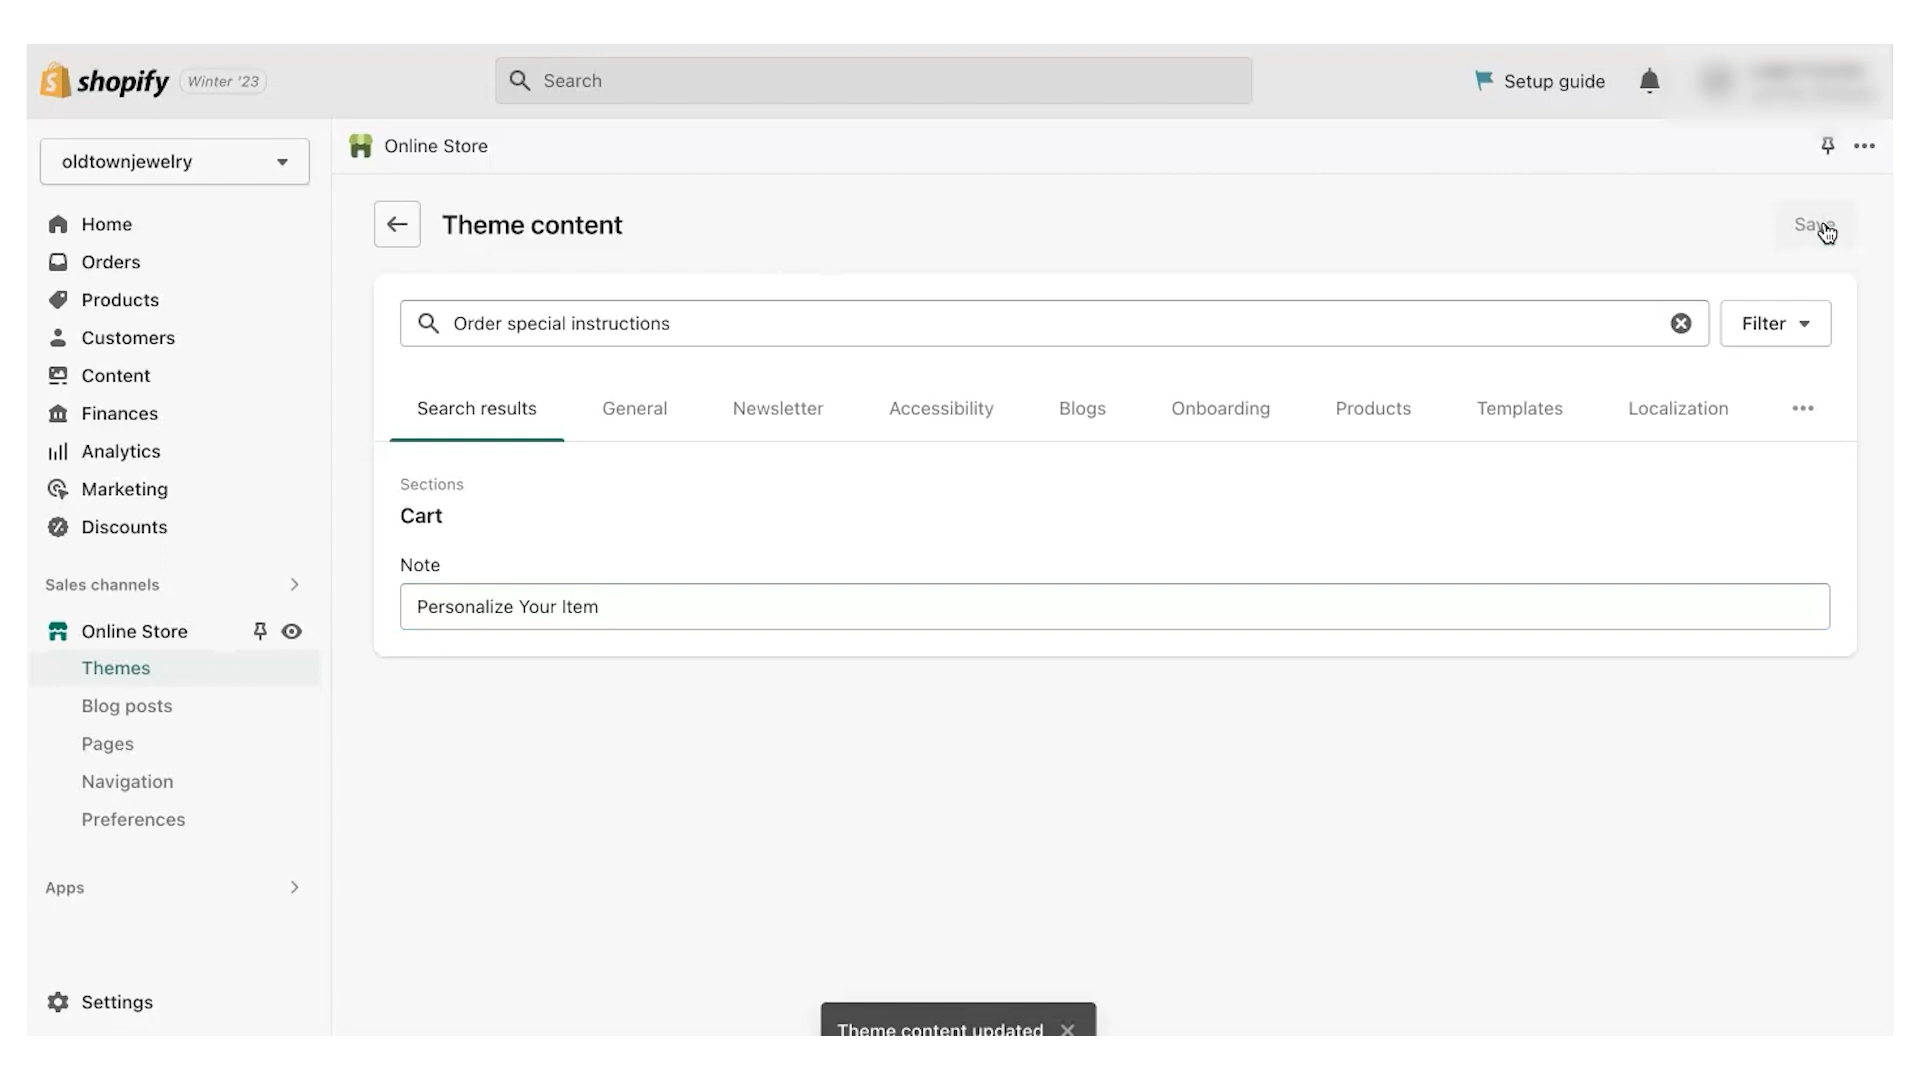 shopify Winter '23
Search
Setup guide
oldtownjewelry
Online Store
Home
Orders
Products
Customers
Content
Finances
Analytics
Marketing
Discounts
Sales channels
Online Store
Themes
Blog posts
Pages
Navigation
Preferences
Apps
Settings
Theme content
Save
Order special instructions
Filter
Search results General Newsletter Accessibility Blogs Onboarding Products Templates Localization
Sections
Cart
Note
Personalize Your Item
Theme content updated